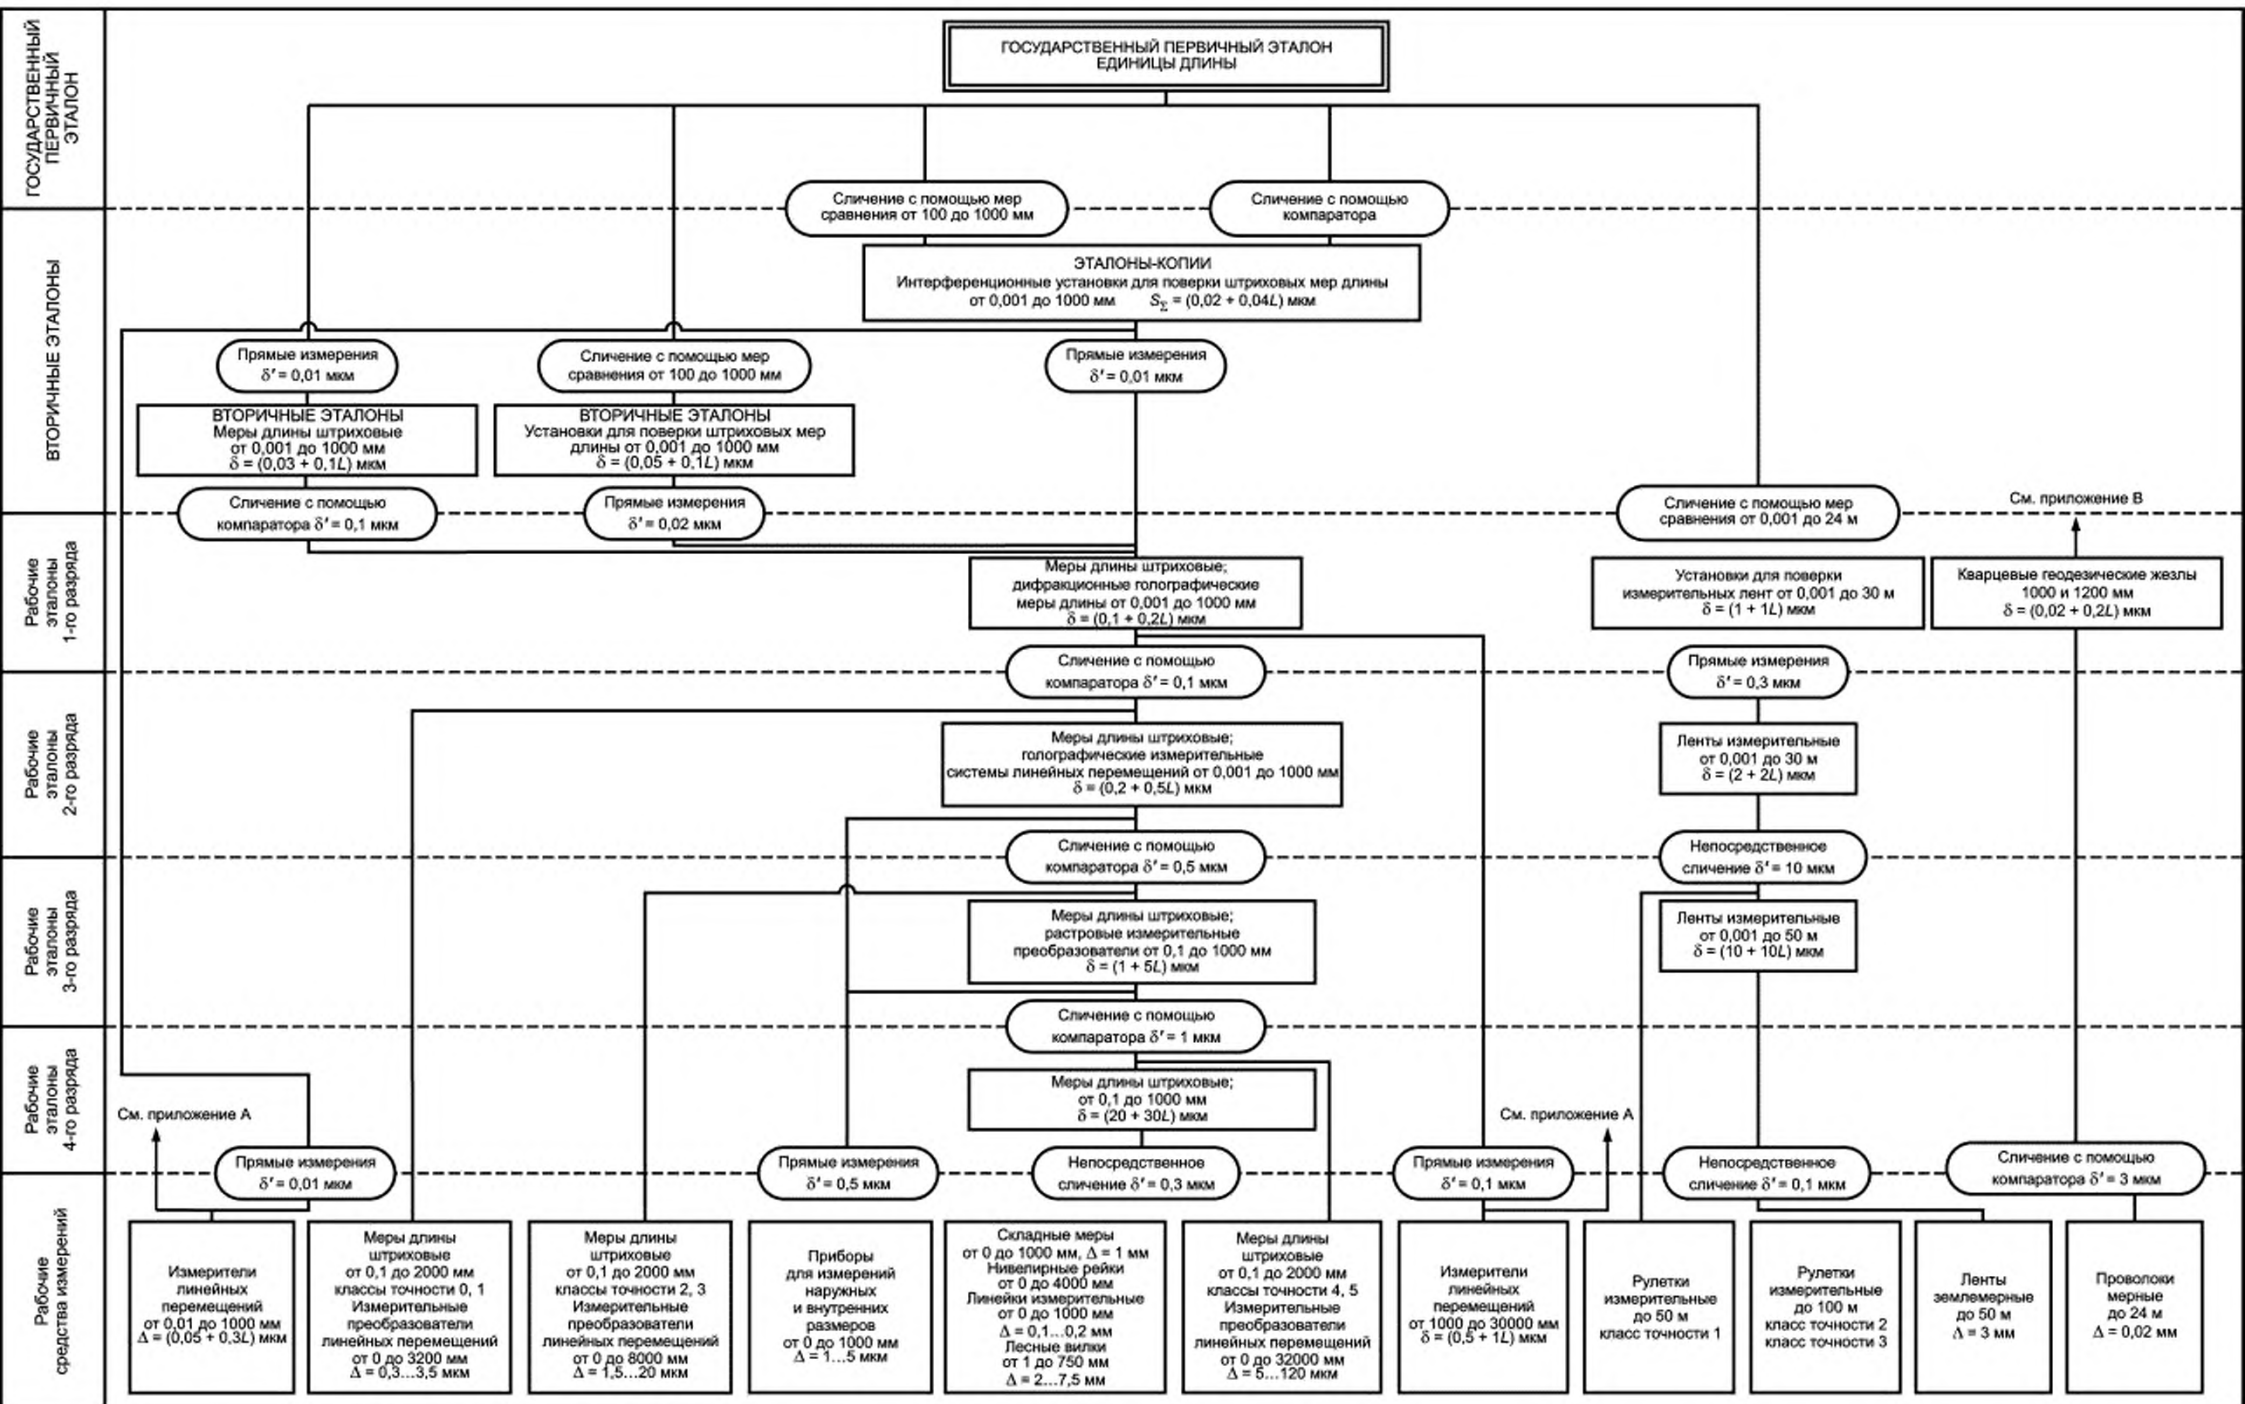 ГОСУДАРСТВЕННЫЙ
ПЕРВИЧНЫЙ
ЭТАЛОН
ГОСУДАРСТВЕННЫЙ ПЕРВИЧНЫЙ ЭТАЛОН
ЕДИНИЦЫ ДЛИНЫ
Сличение с помощью мер
сравнения от 100 до 1000 мм
Сличение с помощью
компаратора
ВТОРИЧНЫЕ ЭТАЛОНЫ
ЭТАЛОНЫ-КОПИИ
Интерференционные установки для поверки штриховых мер длины
от 0,001 до 1000 мм S_Σ = (0,02 + 0,04L) мкм
Прямые измерения
δ′ = 0,01 мкм
Сличение с помощью мер
сравнения от 100 до 1000 мм
Прямые измерения
δ′ = 0,01 мкм
ВТОРИЧНЫЕ ЭТАЛОНЫ
Меры длины штриховые
от 0,001 до 1000 мм
δ = (0,03 + 0,1L) мкм
ВТОРИЧНЫЕ ЭТАЛОНЫ
Установки для поверки штриховых мер
длины от 0,001 до 1000 мм
δ = (0,05 + 0,1L) мкм
Сличение с помощью
компаратора δ′ = 0,1 мкм
Прямые измерения
δ′ = 0,02 мкм
Сличение с помощью мер
сравнения от 0,001 до 24 м
См. приложение В
Рабочие
эталоны
1-го разряда
Меры длины штриховые;
дифракционные голографические
меры длины от 0,001 до 1000 мм
δ = (0,1 + 0,2L) мкм
Установки для поверки
измерительных лент от 0,001 до 30 м
δ = (1 + 1L) мкм
Кварцевые геодезические жезлы
1000 и 1200 мм
δ = (0,02 + 0,2L) мкм
Сличение с помощью
компаратора δ′ = 0,1 мкм
Прямые измерения
δ′ = 0,3 мкм
Рабочие
эталоны
2-го разряда
Меры длины штриховые;
голографические измерительные
системы линейных перемещений от 0,001 до 1000 мм
δ = (0,2 + 0,5L) мкм
Ленты измерительные
от 0,001 до 30 м
δ = (2 + 2L) мкм
Сличение с помощью
компаратора δ′ = 0,5 мкм
Непосредственное
сличение δ′ = 10 мкм
Рабочие
эталоны
3-го разряда
Меры длины штриховые;
растровые измерительные
преобразователи от 0,1 до 1000 мм
δ = (1 + 5L) мкм
Ленты измерительные
от 0,001 до 50 м
δ = (10 + 10L) мкм
Сличение с помощью
компаратора δ′ = 1 мкм
Рабочие
эталоны
4-го разряда
Меры длины штриховые;
от 0,1 до 1000 мм
δ = (20 + 30L) мкм
См. приложение А
См. приложение А
Прямые измерения
δ′ = 0,01 мкм
Прямые измерения
δ′ = 0,5 мкм
Непосредственное
сличение δ′ = 0,3 мкм
Прямые измерения
δ′ = 0,1 мкм
Непосредственное
сличение δ′ = 0,1 мкм
Сличение с помощью
компаратора δ′ = 3 мкм
Рабочие
средства измерений
Измерители
линейных
перемещений
от 0,01 до 1000 мм
Δ = (0,05 + 0,3L) мкм
Меры длины
штриховые
от 0,1 до 2000 мм
классы точности 0, 1
Измерительные
преобразователи
линейных перемещений
от 0 до 3200 мм
Δ = 0,3...3,5 мкм
Меры длины
штриховые
от 0,1 до 2000 мм
классы точности 2, 3
Измерительные
преобразователи
линейных перемещений
от 0 до 8000 мм
Δ = 1,5...20 мкм
Приборы
для измерений
наружных
и внутренних
размеров
от 0 до 1000 мм
Δ = 1...5 мкм
Складные меры
от 0 до 1000 мм, Δ = 1 мм
Нивелирные рейки
от 0 до 4000 мм
Линейки измерительные
от 0 до 1000 мм
Δ = 0,1...0,2 мм
Лесные вилки
от 1 до 750 мм
Δ = 2...7,5 мм
Меры длины
штриховые
от 0,1 до 2000 мм
классы точности 4, 5
Измерительные
преобразователи
линейных перемещений
от 0 до 32000 мм
Δ = 5...120 мкм
Измерители
линейных
перемещений
от 1000 до 30000 мм
δ = (0,5 + 1L) мкм
Рулетки
измерительные
до 50 м
класс точности 1
Рулетки
измерительные
до 100 м
класс точности 2
класс точности 3
Ленты
землемерные
до 50 м
Δ = 3 мм
Проволоки
мерные
до 24 м
Δ = 0,02 мм